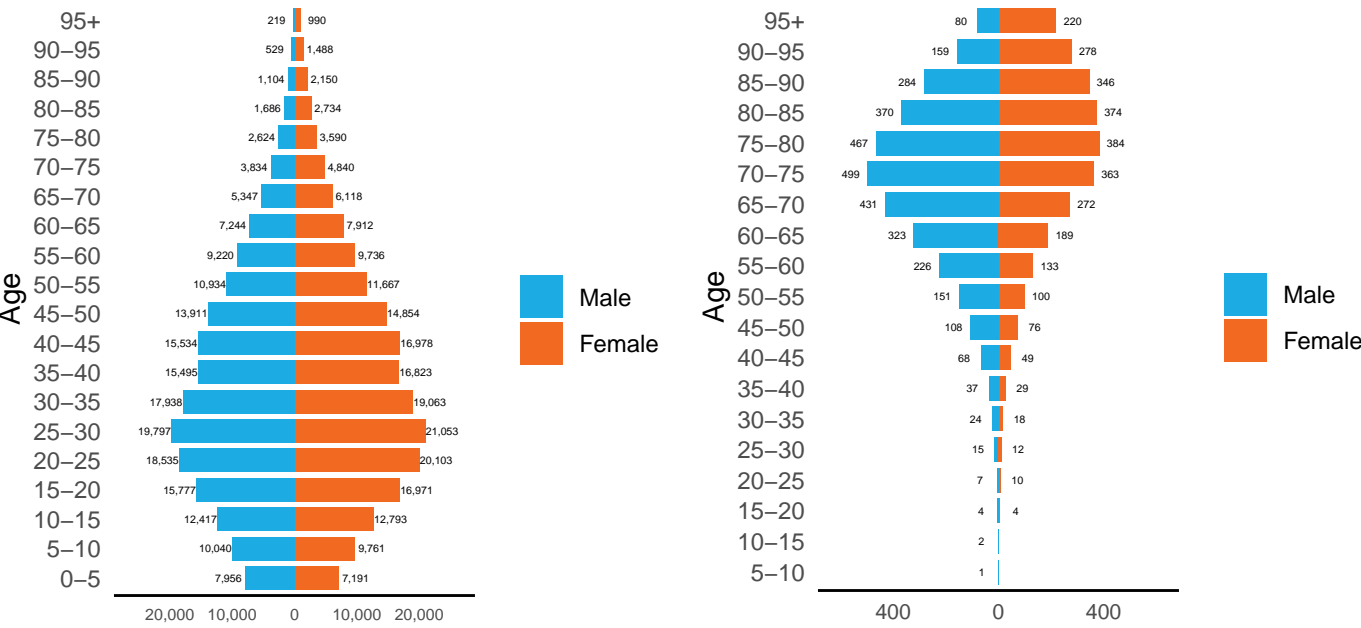 95+ 219 990
90–95 529 1,488
85–90 1,104 2,150
80–85 1,686 2,734
75–80 2,624 3,590
70–75 3,834 4,840
65–70 5,347 6,118
60–65 7,244 7,912
55–60 9,220 9,736
50–55 10,934 11,667
45–50 13,911 14,854
40–45 15,534 16,978
35–40 15,495 16,823
30–35 17,938 19,063
25–30 19,797 21,053
20–25 18,535 20,103
15–20 15,777 16,971
10–15 12,417 12,793
5–10 10,040 9,761
0–5 7,956 7,191
20,000 10,000 0 10,000 20,000
Age
Male
Female
95+ 80 220
90–95 159 278
85–90 284 346
80–85 370 374
75–80 467 384
70–75 499 363
65–70 431 272
60–65 323 189
55–60 226 133
50–55 151 100
45–50 108 76
40–45 68 49
35–40 37 29
30–35 24 18
25–30 15 12
20–25 7 10
15–20 4 4
10–15 2
5–10 1
400 0 400
Age
Male
Female